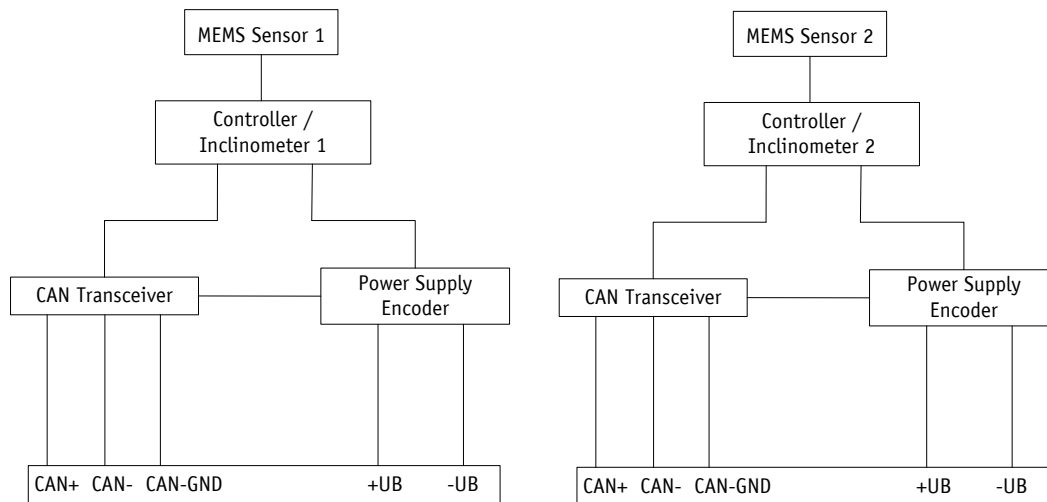 MEMS Sensor 1
Controller /
Inclinometer 1
CAN Transceiver
Power Supply
Encoder
CAN+ CAN- CAN-GND +UB -UB
MEMS Sensor 2
Controller /
Inclinometer 2
CAN Transceiver
Power Supply
Encoder
CAN+ CAN- CAN-GND +UB -UB